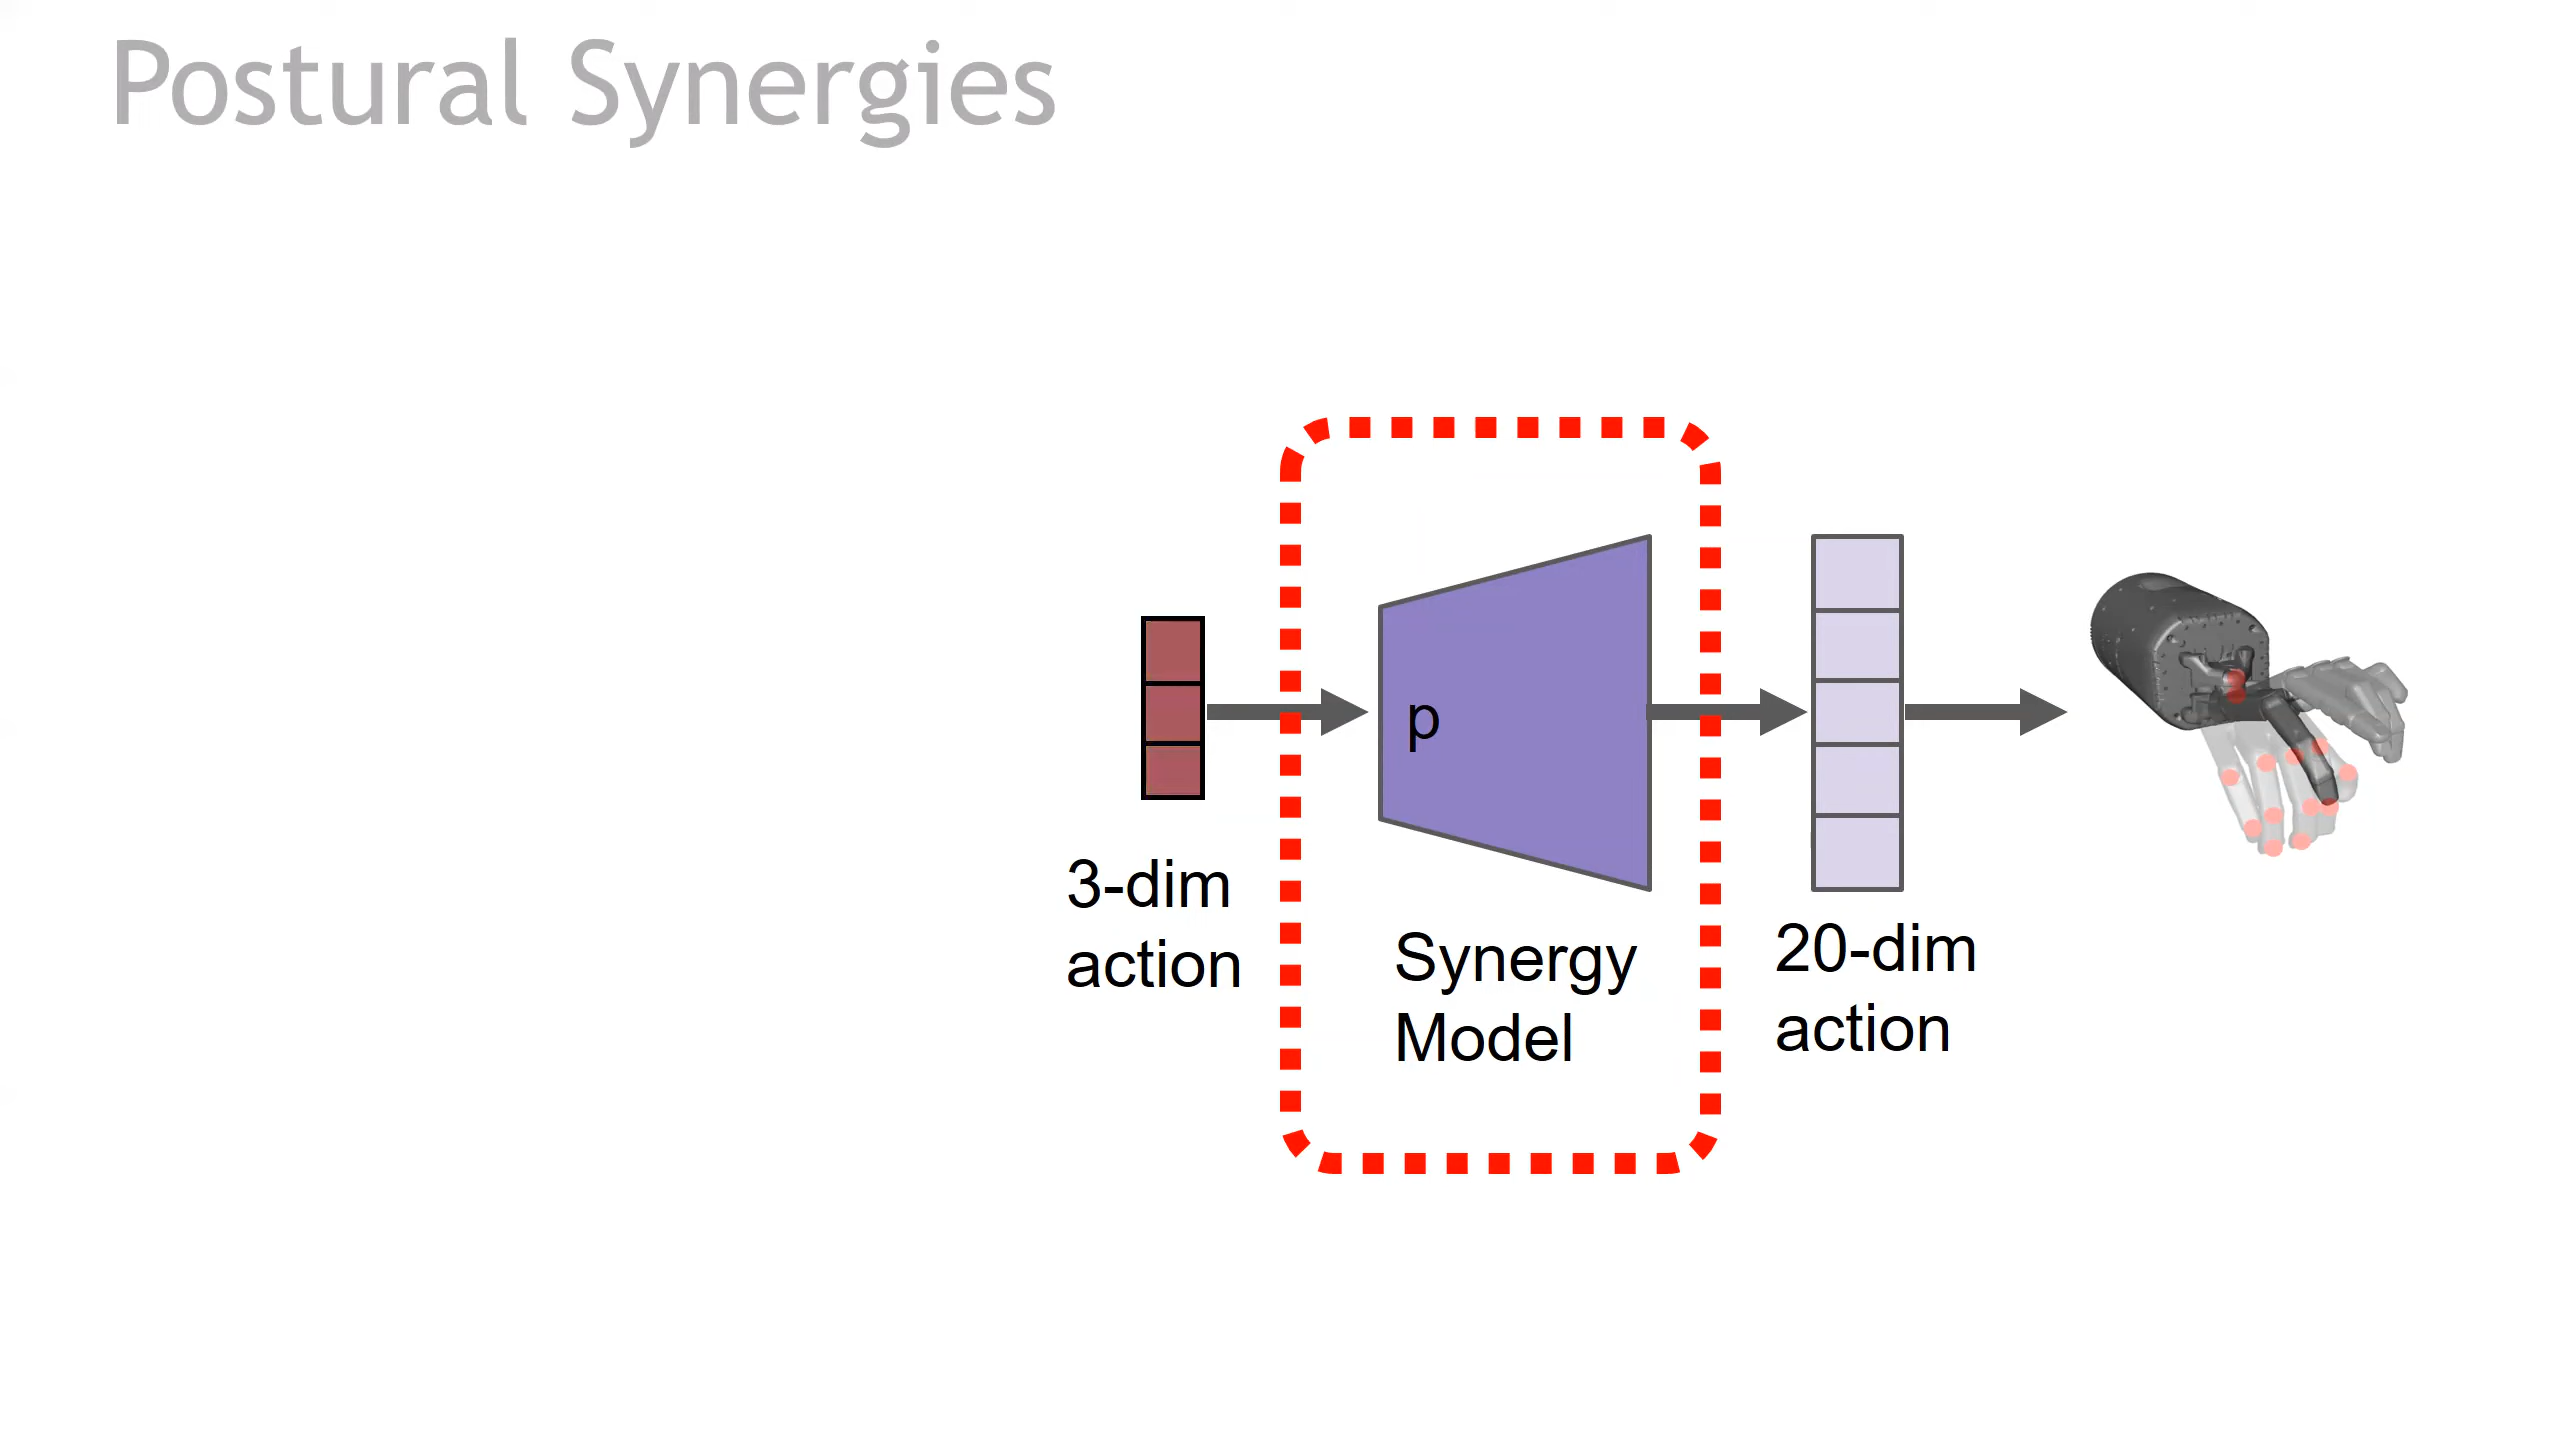 Postural Synergies
p
3-dim
action
Synergy
Model
20-dim
action